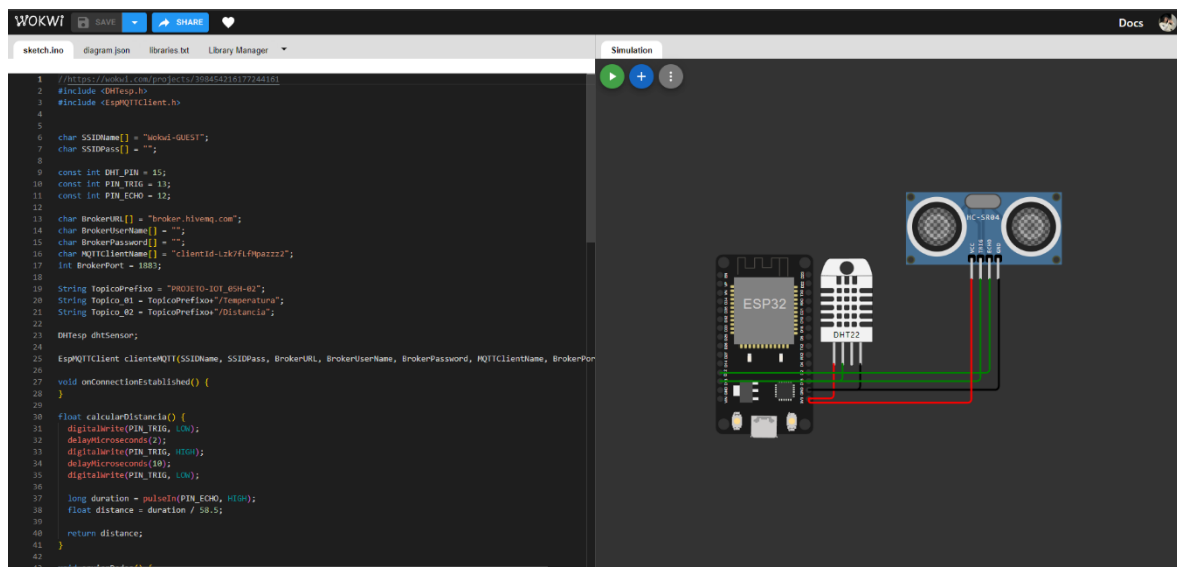 WOKWI SAVE SHARE Docs
sketch.ino diagram.json libraries.txt Library Manager
Simulation
1 //https://wokwi.com/projects/398454216177244161
2 #include <DHTesp.h>
3 #include <EspMQTTClient.h>
4
5
6 char SSIDName[] = "Wokwi-GUEST";
7 char SSIDPass[] = "";
8
9 const int DHT_PIN = 15;
10 const int PIN_TRIG = 13;
11 const int PIN_ECHO = 12;
12
13 char BrokerURL[] = "broker.hivemq.com";
14 char BrokerUserName[] = "";
15 char BrokerPassword[] = "";
16 char MQTTClientName[] = "clientId-Lzk7fLfMpazzz2";
17 int BrokerPort = 1883;
18
19 String TopicoPrefixo = "PROJETO-IOT_0SH-02";
20 String Topico_01 = TopicoPrefixo+"/Temperatura";
21 String Topico_02 = TopicoPrefixo+"/Distancia";
22
23 DHTesp dhtSensor;
24
25 EspMQTTClient clienteMQTT(SSIDName, SSIDPass, BrokerURL, BrokerUserName, BrokerPassword, MQTTClientName, BrokerPor
26
27 void onConnectionEstablished() {
28 }
29
30 float calcularDistancia() {
31 digitalWrite(PIN_TRIG, LOW);
32 delayMicroseconds(2);
33 digitalWrite(PIN_TRIG, HIGH);
34 delayMicroseconds(10);
35 digitalWrite(PIN_TRIG, LOW);
36
37 long duration = pulseIn(PIN_ECHO, HIGH);
38 float distance = duration / 58.5;
39
40 return distance;
41 }
42
HC-SR04
VCC
TRIG
ECHO
GND
ESP32
DHT22